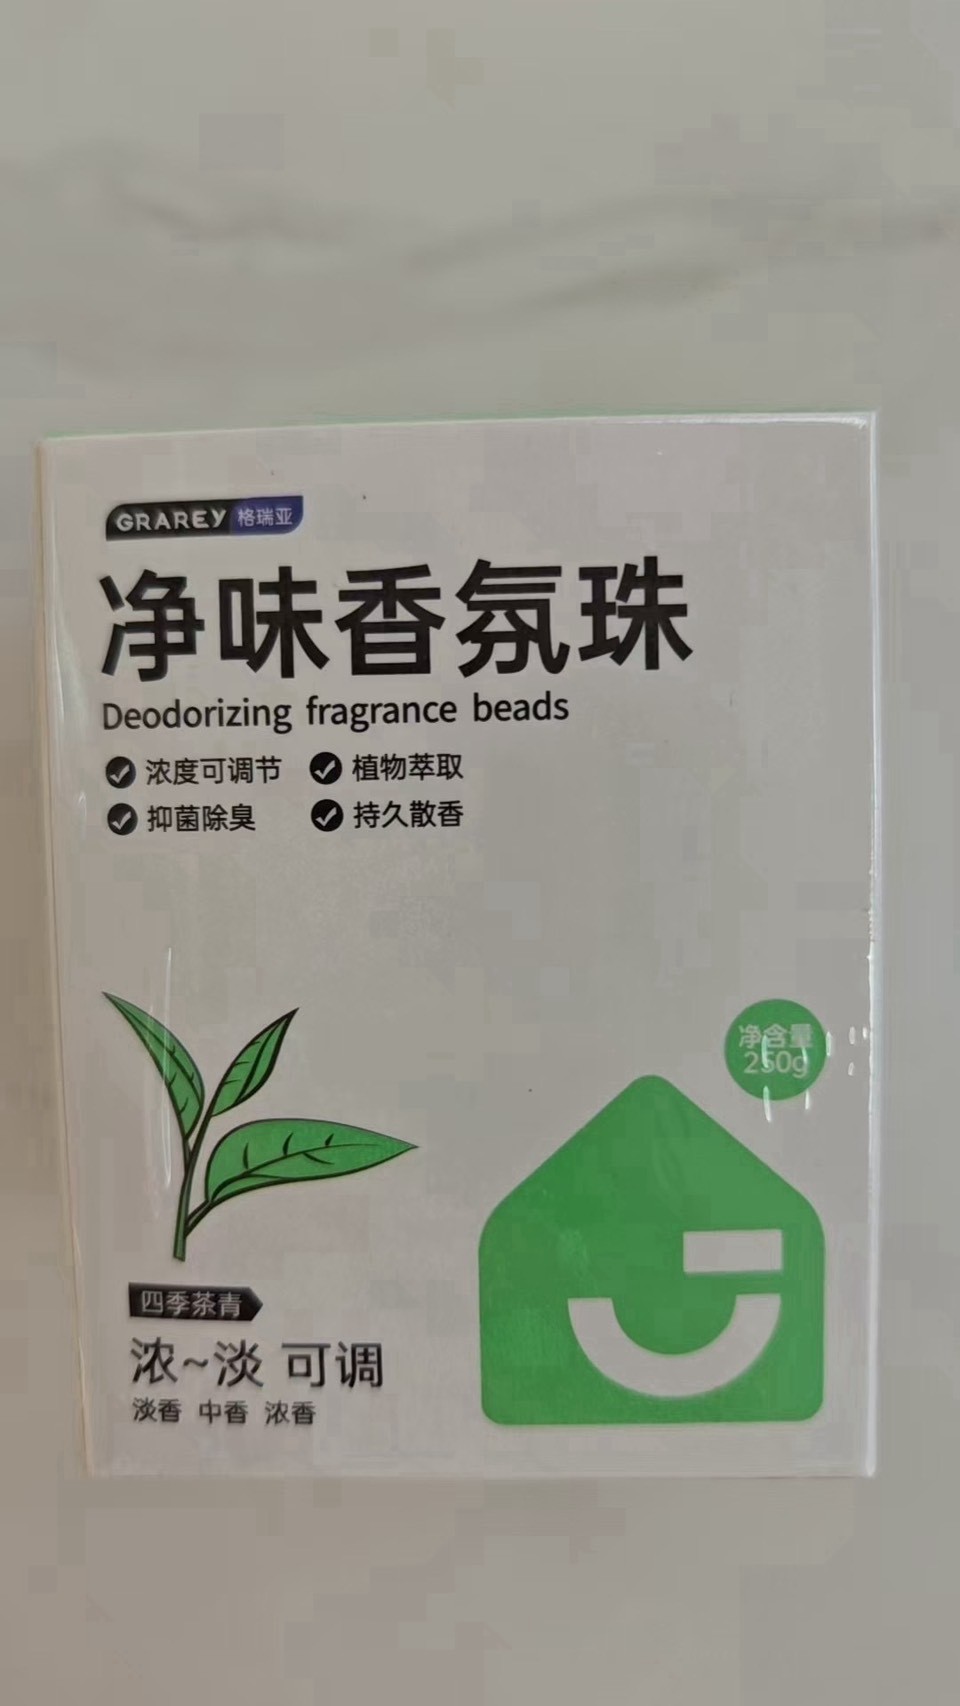 GRAREY 格瑞亚
净味香氛珠
Deodorizing fragrance beads
浓度可调节 植物萃取
抑菌除臭 持久散香
净含量
250g
四季茶青
浓~淡 可调
淡香 中香 浓香